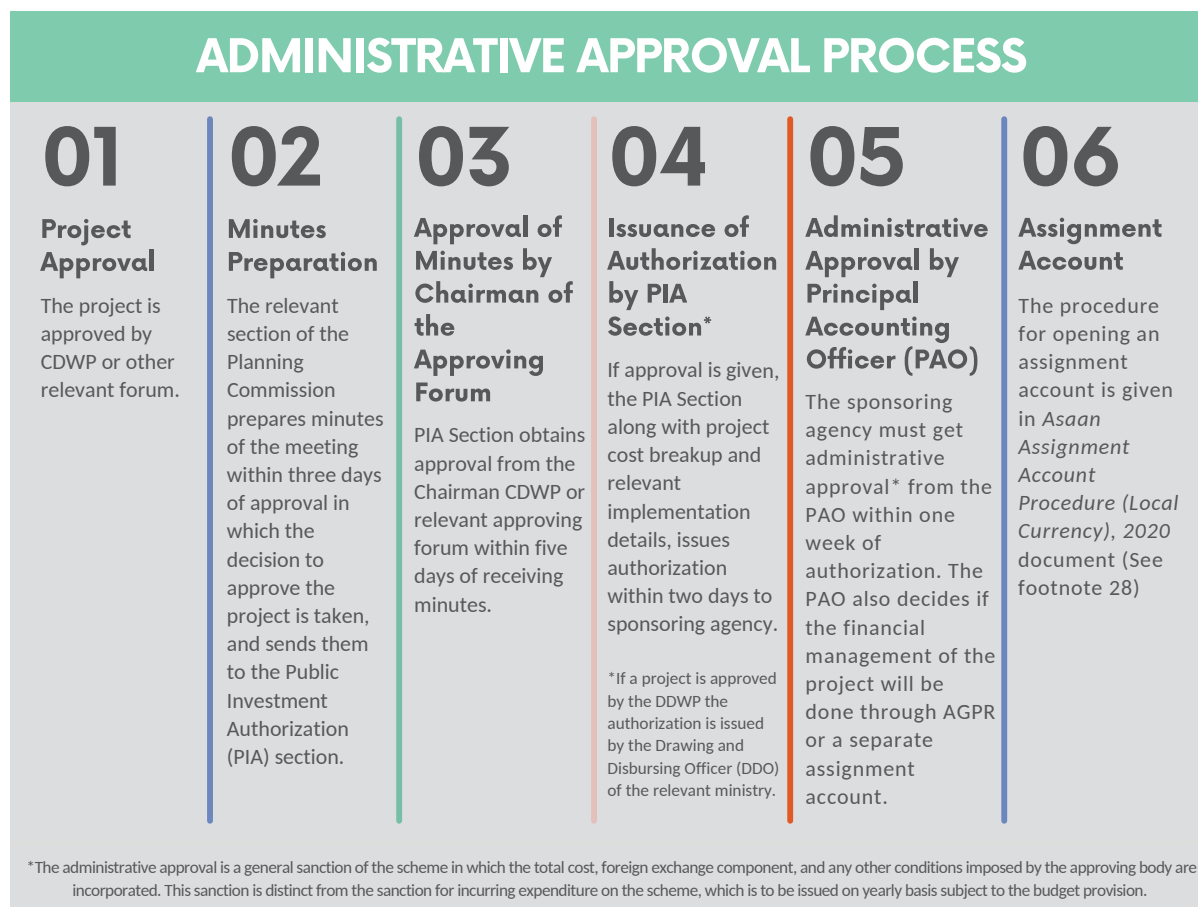 ADMINISTRATIVE APPROVAL PROCESS
01
Project
Approval
The project is
approved by
CDWP or other
relevant forum.
02
Minutes
Preparation
The relevant
section of the
Planning
Commission
prepares minutes
of the meeting
within three days
of approval in
which the
decision to
approve the
project is taken,
and sends them
to the Public
Investment
Authorization
(PIA) section.
03
Approval of
Minutes by
Chairman of
the
Approving
Forum
PIA Section obtains
approval from the
Chairman CDWP or
relevant approving
forum within five
days of receiving
minutes.
04
Issuance of
Authorization
by PIA
Section*
If approval is given,
the PIA Section
along with project
cost breakup and
relevant
implementation
details, issues
authorization
within two days to
sponsoring agency.
*If a project is approved
by the DDWP the
authorization is issued
by the Drawing and
Disbursing Officer (DDO)
of the relevant ministry.
05
Administrative
Approval by
Principal
Accounting
Officer (PAO)
The sponsoring
agency must get
administrative
approval* from the
PAO within one
week of
authorization. The
PAO also decides if
the financial
management of the
project will be
done through AGPR
or a separate
assignment
account.
06
Assignment
Account
The procedure
for opening an
assignment
account is given
in Asaan
Assignment
Account
Procedure (Local
Currency), 2020
document (See
footnote 28)
*The administrative approval is a general sanction of the scheme in which the total cost, foreign exchange component, and any other conditions imposed by the approving body are
incorporated. This sanction is distinct from the sanction for incurring expenditure on the scheme, which is to be issued on yearly basis subject to the budget provision.